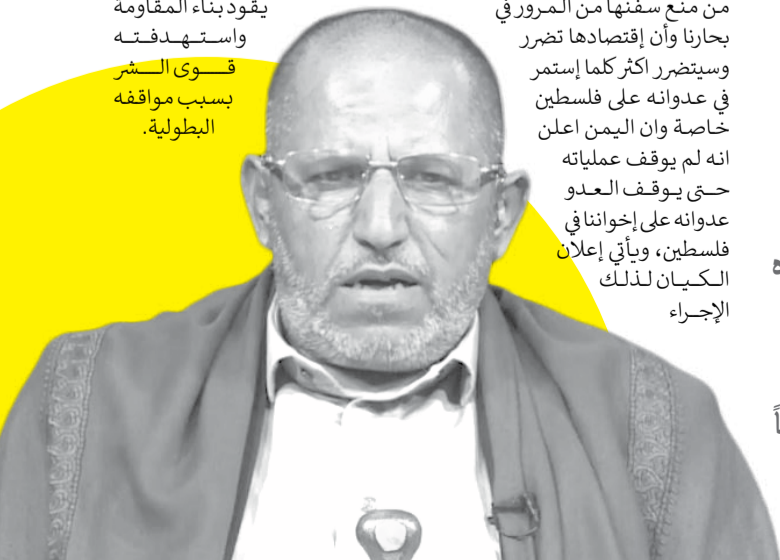 من منع سفنها من المرور في
بحارنا وأن إقتصادها تضرر
وسيتضرر اكثر كلما إستمر
في عدوانه على فلسطين
خاصة وان اليمن اعلن
انه لم يوقف عملياته
حتى يوقف العدو
عدوانه على إخواننا في
فلسطين، ويأتي إعلان
الكيان لذلك
الإجراء
يقود بناء المقاومة
واستهدفته
قوى الشر
بسبب مواقفه
البطولية.